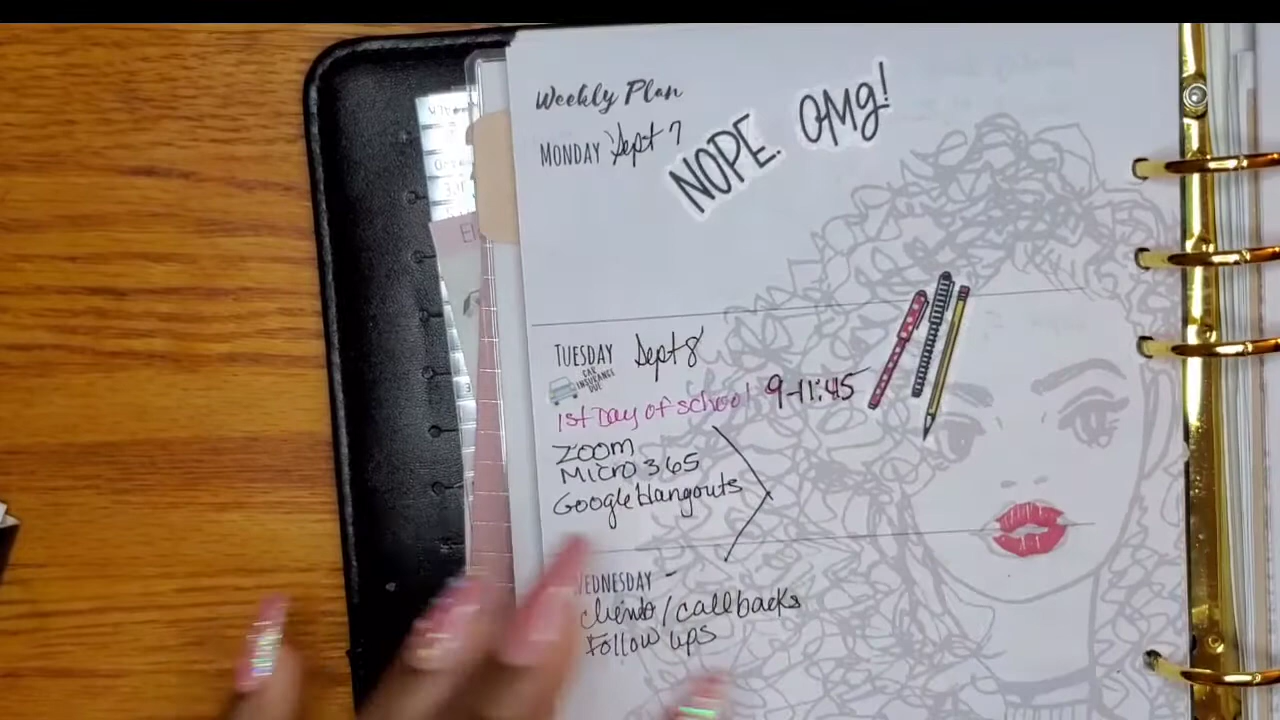 Weekly Plan
MONDAY Sept 7
NOPE. OMG!
TUESDAY Sept 8
CAR
INSURANCE
DUE
1st Day of school 9-11:45
Zoom
Micro 365
Google Hangouts
WEDNESDAY -
clients/callbacks
Follow ups